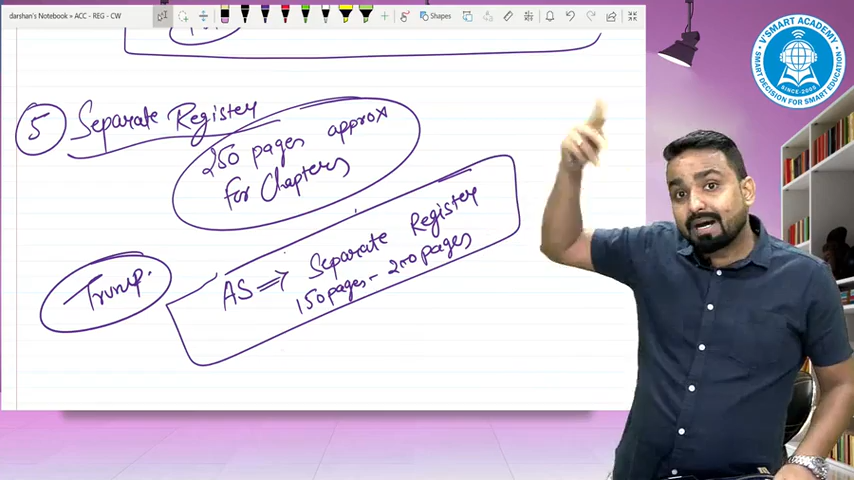 darshan's Notebook » ACC - REG - CW
Shapes
5 Separate Register
250 pages approx
for Chapters
Trump.
AS ⇒ Separate Register
150 pages - 200 pages
V'SMART ACADEMY
SINCE-2005
SMART DECISION FOR SMART EDUCATION